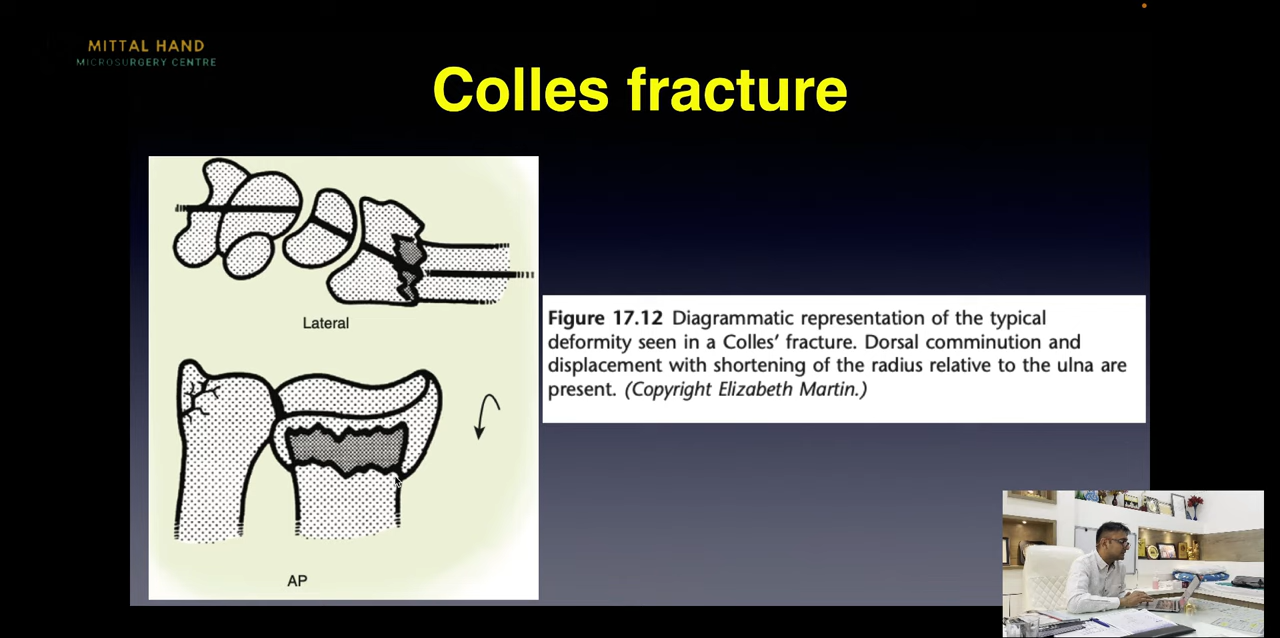 MITTAL HAND
MICROSURGERY CENTRE
Colles fracture
Lateral
AP
Figure 17.12 Diagrammatic representation of the typical
deformity seen in a Colles’ fracture. Dorsal comminution and
displacement with shortening of the radius relative to the ulna are
present. (Copyright Elizabeth Martin.)